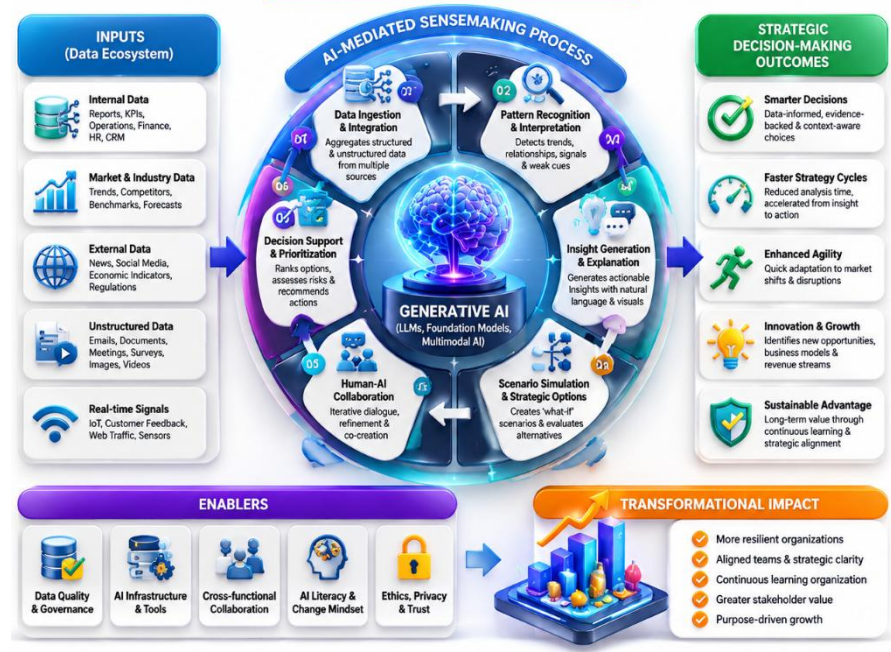 INPUTS
(Data Ecosystem)
Internal Data
Reports, KPIs,
Operations, Finance,
HR, CRM
Market & Industry Data
Trends, Competitors,
Benchmarks, Forecasts
External Data
News, Social Media,
Economic Indicators,
Regulations
Unstructured Data
Emails, Documents,
Meetings, Surveys,
Images, Videos
Real-time Signals
IoT, Customer Feedback,
Web Traffic, Sensors
AI-MEDIATED SENSEMAKING PROCESS
Data Ingestion
& Integration
Aggregates structured &
unstructured data
from multiple
sources
02
Pattern Recognition
& Interpretation
Detects trends,
relationships, signals
& weak cues
Insight Generation
& Explanation
Generates actionable
Insights with natural
language & visuals
Scenario Simulation
& Strategic Options
Creates 'what-if'
scenarios & evaluates
alternatives
05
Human-AI
Collaboration
Iterative dialogue,
refinement &
co-creation
Decision Support
& Prioritization
Ranks options,
assesses risks &
recommends
actions
GENERATIVE AI
(LLMs, Foundation Models,
Multimodal AI)
STRATEGIC
DECISION-MAKING
OUTCOMES
Smarter Decisions
Data-informed, evidence-
backed & context-aware
choices
Faster Strategy Cycles
Reduced analysis time,
accelerated from insight
to action
Enhanced Agility
Quick adaptation to market
shifts & disruptions
Innovation & Growth
Identifies new opportunities,
business models &
revenue streams
Sustainable Advantage
Long-term value through
continuous learning &
strategic alignment
ENABLERS
Data Quality
& Governance
AI Infrastructure
& Tools
Cross-functional
Collaboration
AI Literacy &
Change Mindset
Ethics, Privacy
& Trust
TRANSFORMATIONAL IMPACT
More resilient organizations
Aligned teams & strategic clarity
Continuous learning organization
Greater stakeholder value
Purpose-driven growth